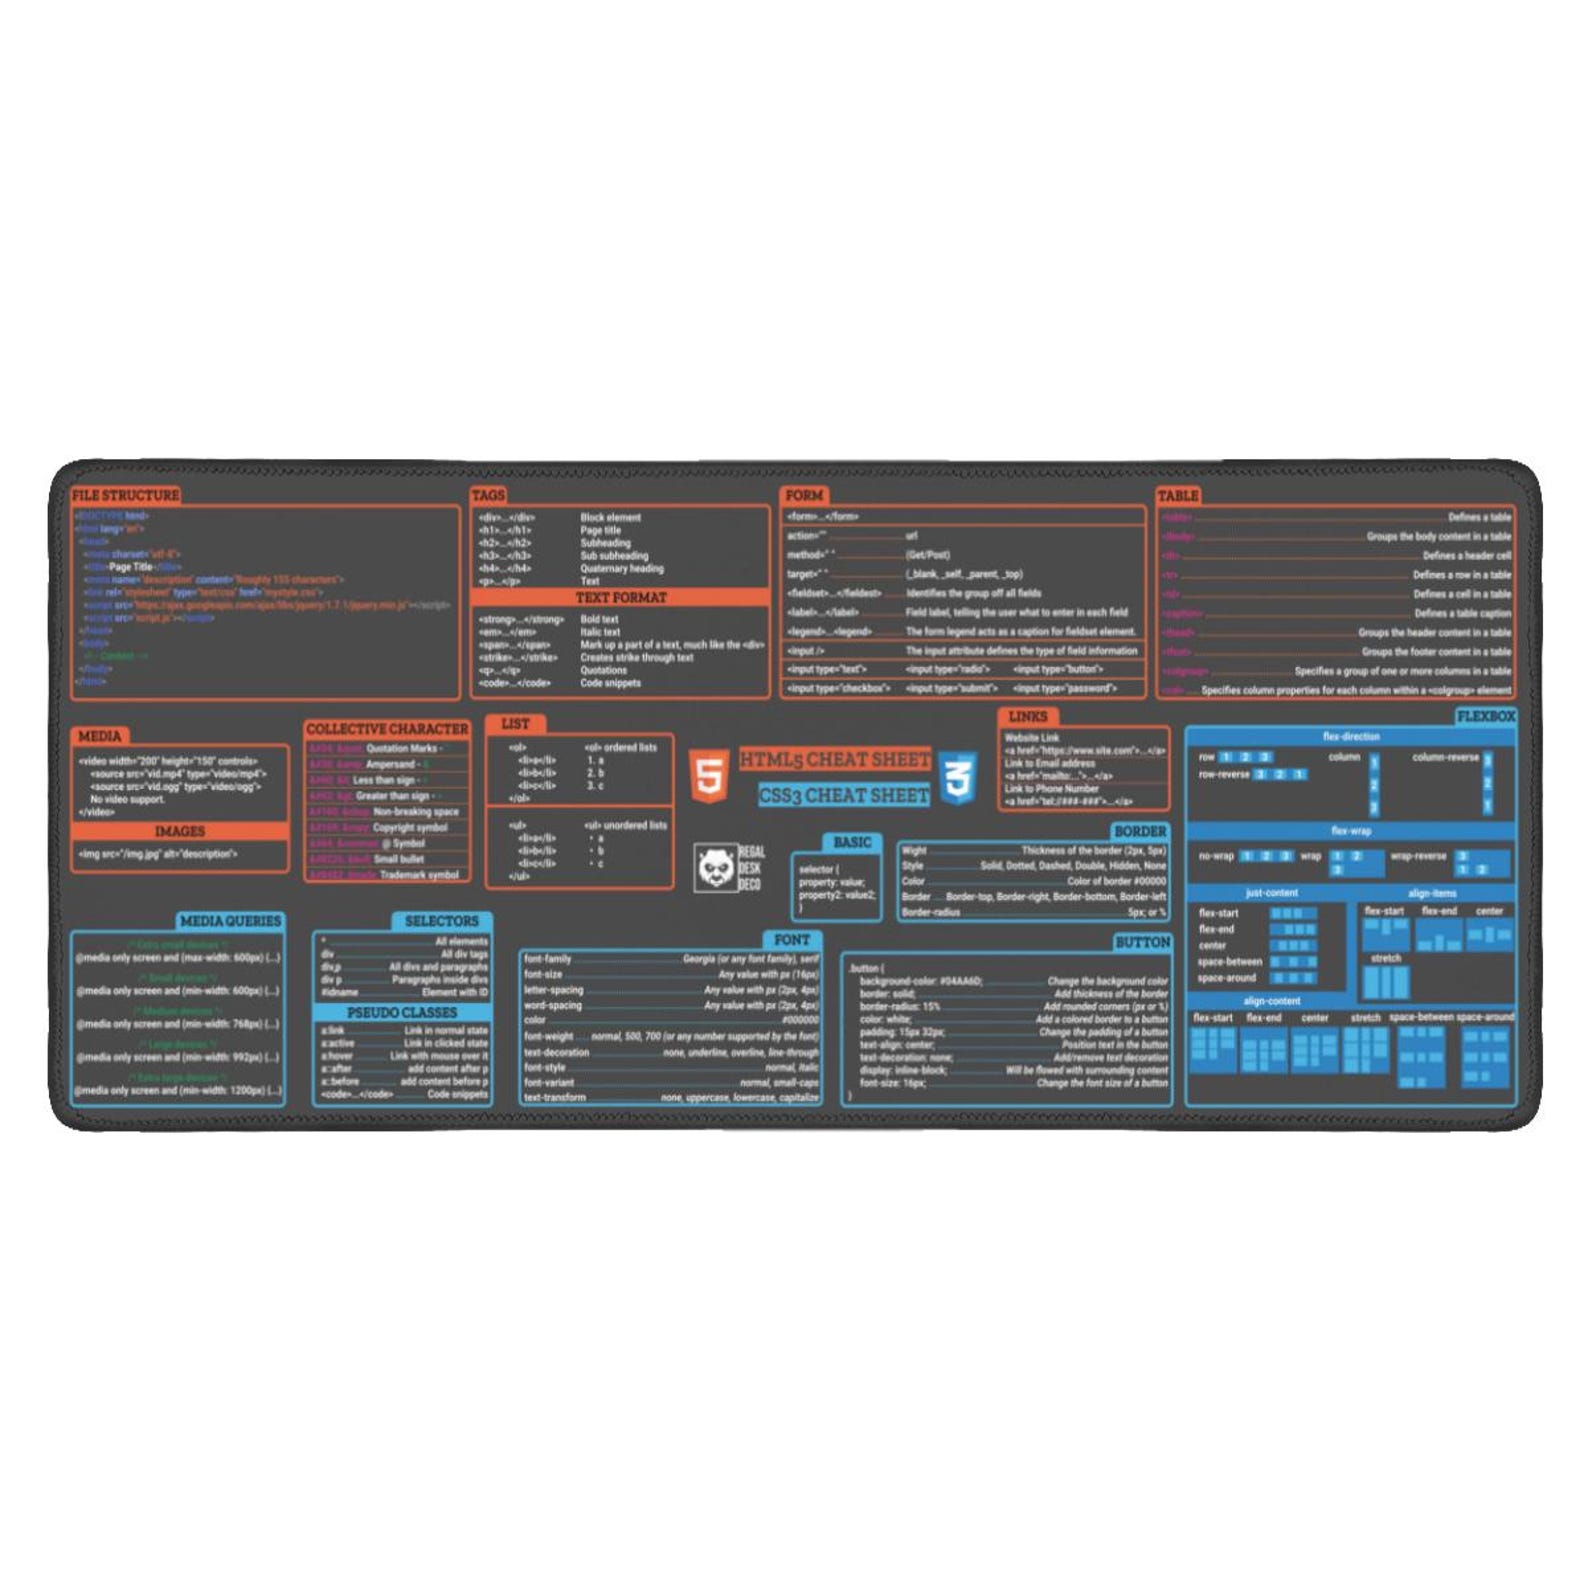 FILE STRUCTURE
<!DOCTYPE html>
<html lang="en">
<head>
<meta charset="utf-8">
<title>Page Title</title>
<meta name="description" content="Roughly 155 characters">
<link rel="stylesheet" type="text/css" href="mystyle.css">
<script src="https://ajax.googleapis.com/ajax/libs/jquery/1.7.1/jquery.min.js"></script>
<script src="script.js"></script>
</head>
<body>
<!-- Content -->
</body>
</html>
TAGS
<div>...</div> Block element
<h1>...</h1> Page title
<h2>...</h2> Subheading
<h3>...</h3> Sub subheading
<h4>...</h4> Quaternary heading
<p>...</p> Text
TEXT FORMAT
<strong>...</strong> Bold text
<em>...</em> Italic text
<span>...</span> Mark up a part of a text, much like the <div>
<strike>...</strike> Creates strike through text
<q>...</q> Quotations
<code>...</code> Code snippets
FORM
<form>...</form>
action="" url
method=" " (Get/Post)
target=" " (_blank, _self, _parent, _top)
<fieldset>...</fieldest> Identifies the group off all fields
<label>...</label> Field label, telling the user what to enter in each field
<legend>...<legend> The form legend acts as a caption for fieldset element.
<input /> The input attribute defines the type of field information
<input type="text"> <input type="radio"> <input type="button">
<input type="checkbox"> <input type="submit"> <input type="password">
TABLE
<table> Defines a table
<tbody> Groups the body content in a table
<th> Defines a header cell
<tr> Defines a row in a table
<td> Defines a cell in a table
<caption> Defines a table caption
<thead> Groups the header content in a table
<tfoot> Groups the footer content in a table
<colgroup> Specifies a group of one or more columns in a table
<col> Specifies column properties for each column within a <colgroup> element
MEDIA
<video width="200" height="150" controls>
<source src="vid.mp4" type="video/mp4">
<source src="vid.ogg" type="video/ogg">
No video support.
</video>
IMAGES
<img src="/img.jpg" alt="description">
COLLECTIVE CHARACTER
&#34; &quot; Quotation Marks - "
&#38; &amp; Ampersand - &
&#60; &lt; Less than sign - <
&#62; &gt; Greater than sign - >
&#160; &nbsp; Non-breaking space
&#169; &copy; Copyright symbol
&#64; @ Symbol
&#8226; &bull; Small bullet
&#8482; &trade; Trademark symbol
LIST
<ol> <ol> ordered lists
<li>a</li> 1. a
<li>b</li> 2. b
<li>c</li> 3. c
</ol>
<ul> <ul> unordered lists
<li>a</li> • a
<li>b</li> • b
<li>c</li> • c
</ul>
5
HTML5 CHEAT SHEET
CSS3 CHEAT SHEET
3
REGAL
DESK
DECO
LINKS
Website Link
<a href="https://www.site.com">...</a>
Link to Email address
<a href="mailto:...">...</a>
Link to Phone Number
<a href="tel://###-###">...</a>
BASIC
selector {
property: value;
property2: value2;
}
BORDER
Wight Thickness of the border (2px, 5px)
Style Solid, Dotted, Dashed, Double, Hidden, None
Color Color of border #00000
Border Border-top, Border-right, Border-bottom, Border-left
Border-radius 5px; or %
FLEXBOX
flex-direction
row 1 2 3 column 1 2 3 column-reverse 3 2 1
row-reverse 3 2 1
flex-wrap
no-wrap 1 2 3 wrap 1 2 3 wrap-reverse 3 1 2
just-content
flex-start
flex-end
center
space-between
space-around
align-items
flex-start flex-end center
stretch
align-content
flex-start flex-end center stretch space-between space-around
MEDIA QUERIES
/* Extra small devices */
@media only screen and (max-width: 600px) {...}
/* Small devices */
@media only screen and (min-width: 600px) {...}
/* Medium devices */
@media only screen and (min-width: 768px) {...}
/* Large devices */
@media only screen and (min-width: 992px) {...}
/* Extra large devices */
@media only screen and (min-width: 1200px) {...}
SELECTORS
* All elements
div All div tags
div,p All divs and paragraphs
div p Paragraphs inside divs
#idname Element with ID
PSEUDO CLASSES
a:link Link in normal state
a:active Link in clicked state
a:hover Link with mouse over it
a::after add content after p
a::before add content before p
<code>...</code> Code snippets
FONT
font-family Georgia (or any font family), serif
font-size Any value with px (16px)
letter-spacing Any value with px (2px, 4px)
word-spacing Any value with px (2px, 4px)
color #000000
font-weight normal, 500, 700 (or any number supported by the font)
text-decoration none, underline, overline, line-through
font-style normal, italic
font-variant normal, small-caps
text-transform none, uppercase, lowercase, capitalize
BUTTON
.button {
background-color: #04AA6D; Change the background color
border: solid; Add thickness of the border
border-radius: 15% Add rounded corners (px or %)
color: white; Add a colored border to a button
padding: 15px 32px; Change the padding of a button
text-align: center; Position text in the button
text-decoration: none; Add/remove text decoration
display: inline-block; Will be flowed with surrounding content
font-size: 16px; Change the font size of a button
}